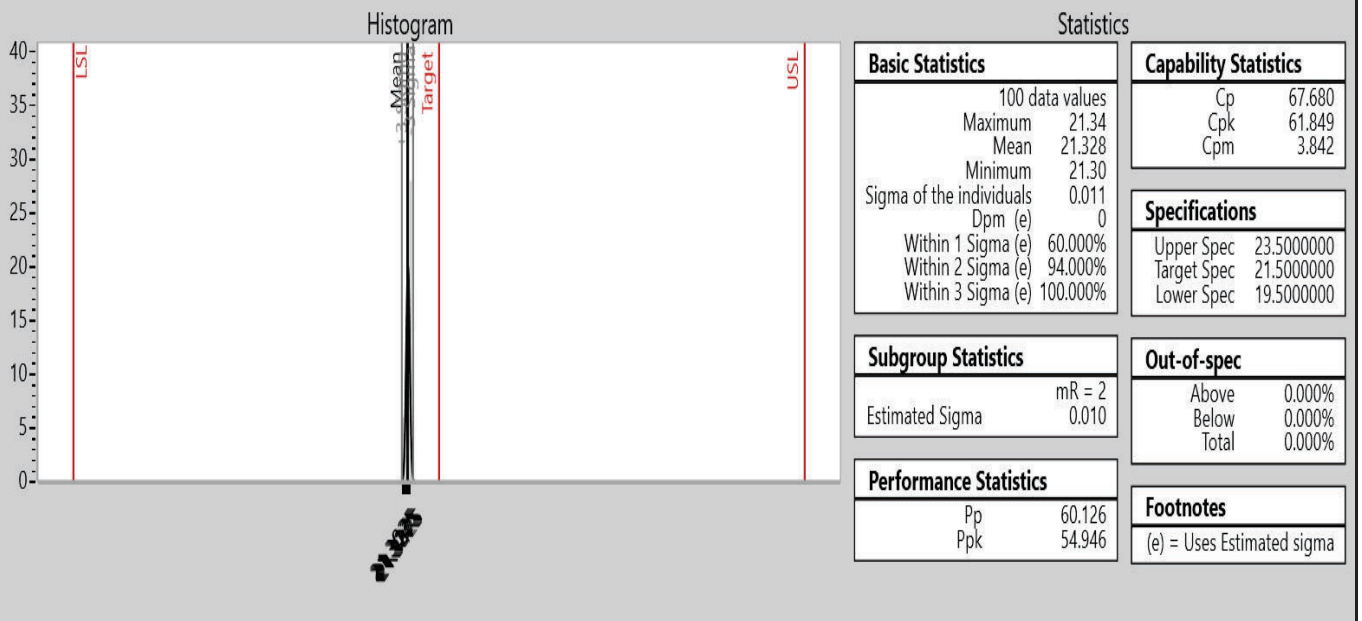 Histogram
40
35
30
25
20
15
10
5
0
LSL
Mean
Target
USL
Statistics
Basic Statistics
100 data values
Maximum 21.34
Mean 21.328
Minimum 21.30
Sigma of the individuals 0.011
Dpm (e) 0
Within 1 Sigma (e) 60.000%
Within 2 Sigma (e) 94.000%
Within 3 Sigma (e) 100.000%
Subgroup Statistics
mR = 2
Estimated Sigma 0.010
Performance Statistics
Pp 60.126
Ppk 54.946
Capability Statistics
Cp 67.680
Cpk 61.849
Cpm 3.842
Specifications
Upper Spec 23.5000000
Target Spec 21.5000000
Lower Spec 19.5000000
Out-of-spec
Above 0.000%
Below 0.000%
Total 0.000%
Footnotes
(e) = Uses Estimated sigma